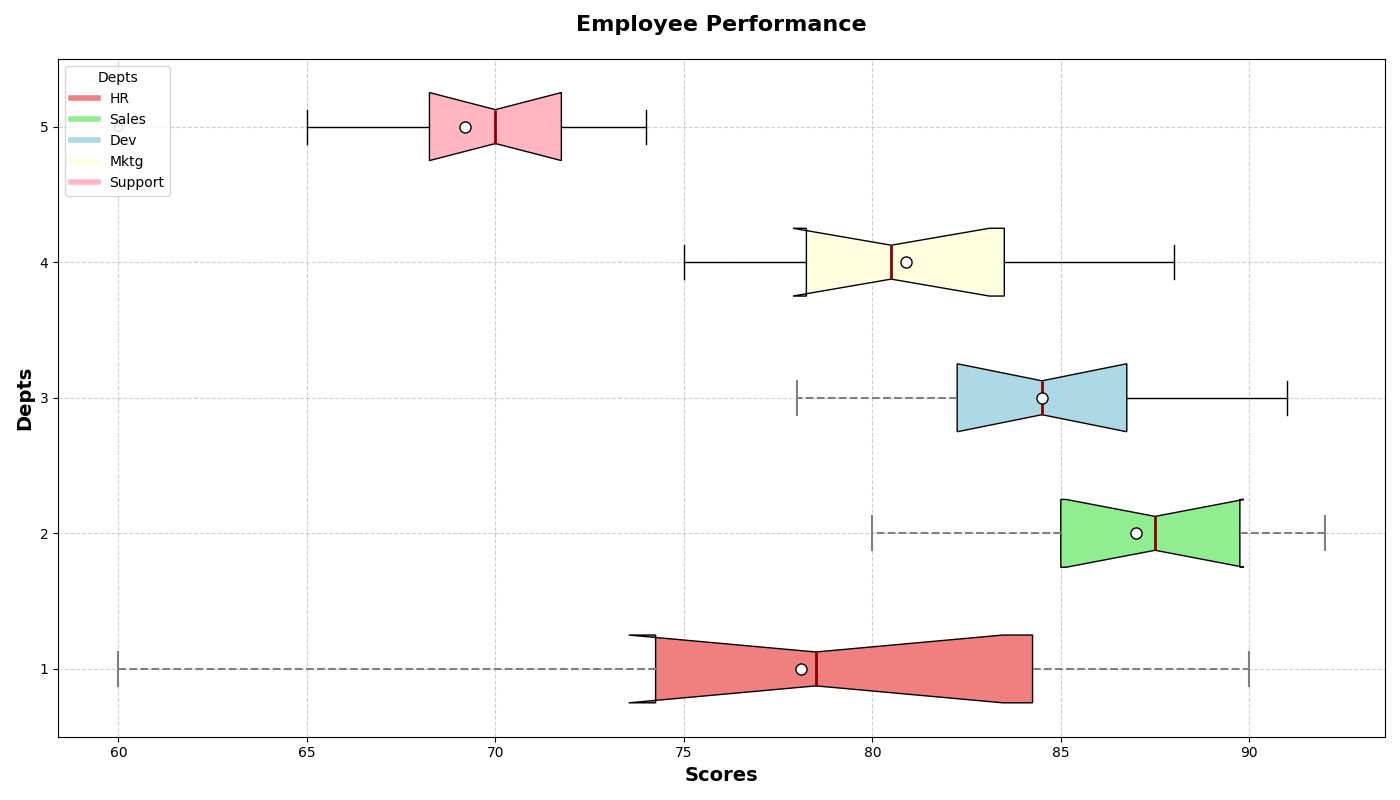 Employee Performance
Depts
HR
Sales
Dev
Mktg
Support
5
4
3
2
1
Depts
60
65
70
75
80
85
90
Scores